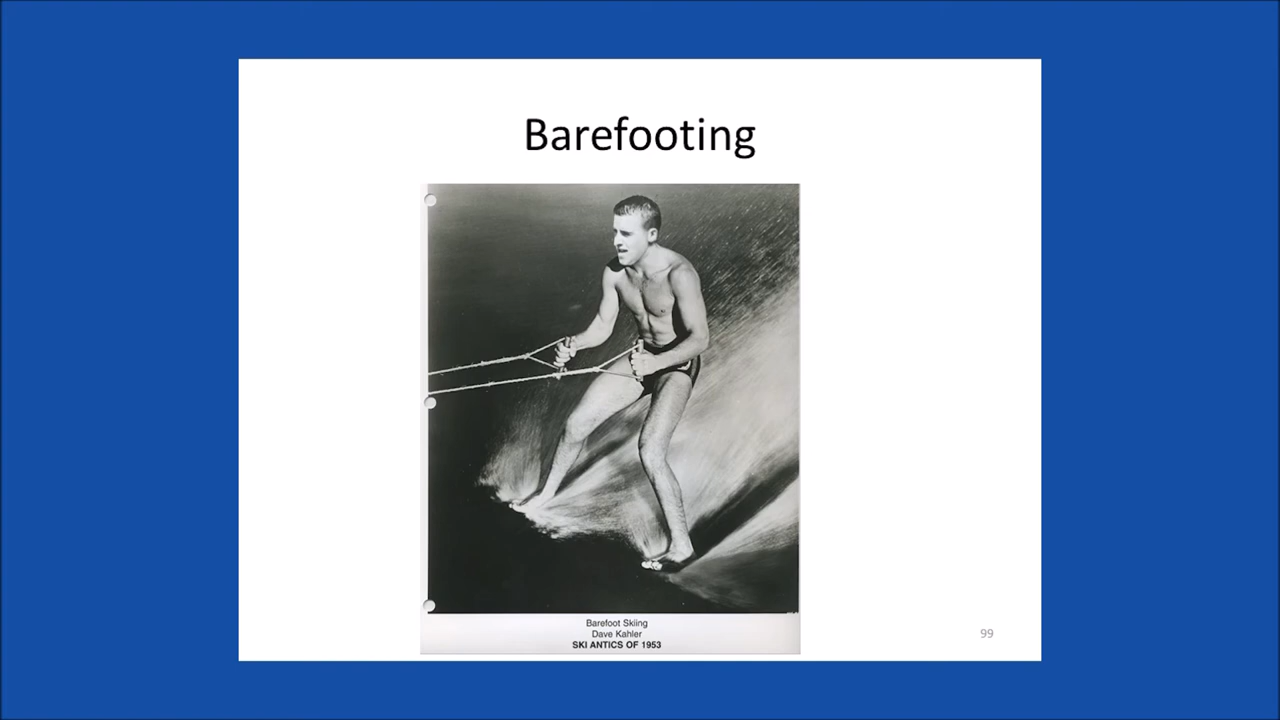 Barefooting
Barefoot Skiing
Dave Kahler
SKI ANTICS OF 1953
99